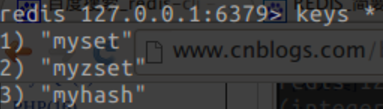 redis 127.0.0.1:6379> keys *
1) "myset"
www.cnblogs.com/
2) "myzset"
3) "myhash"